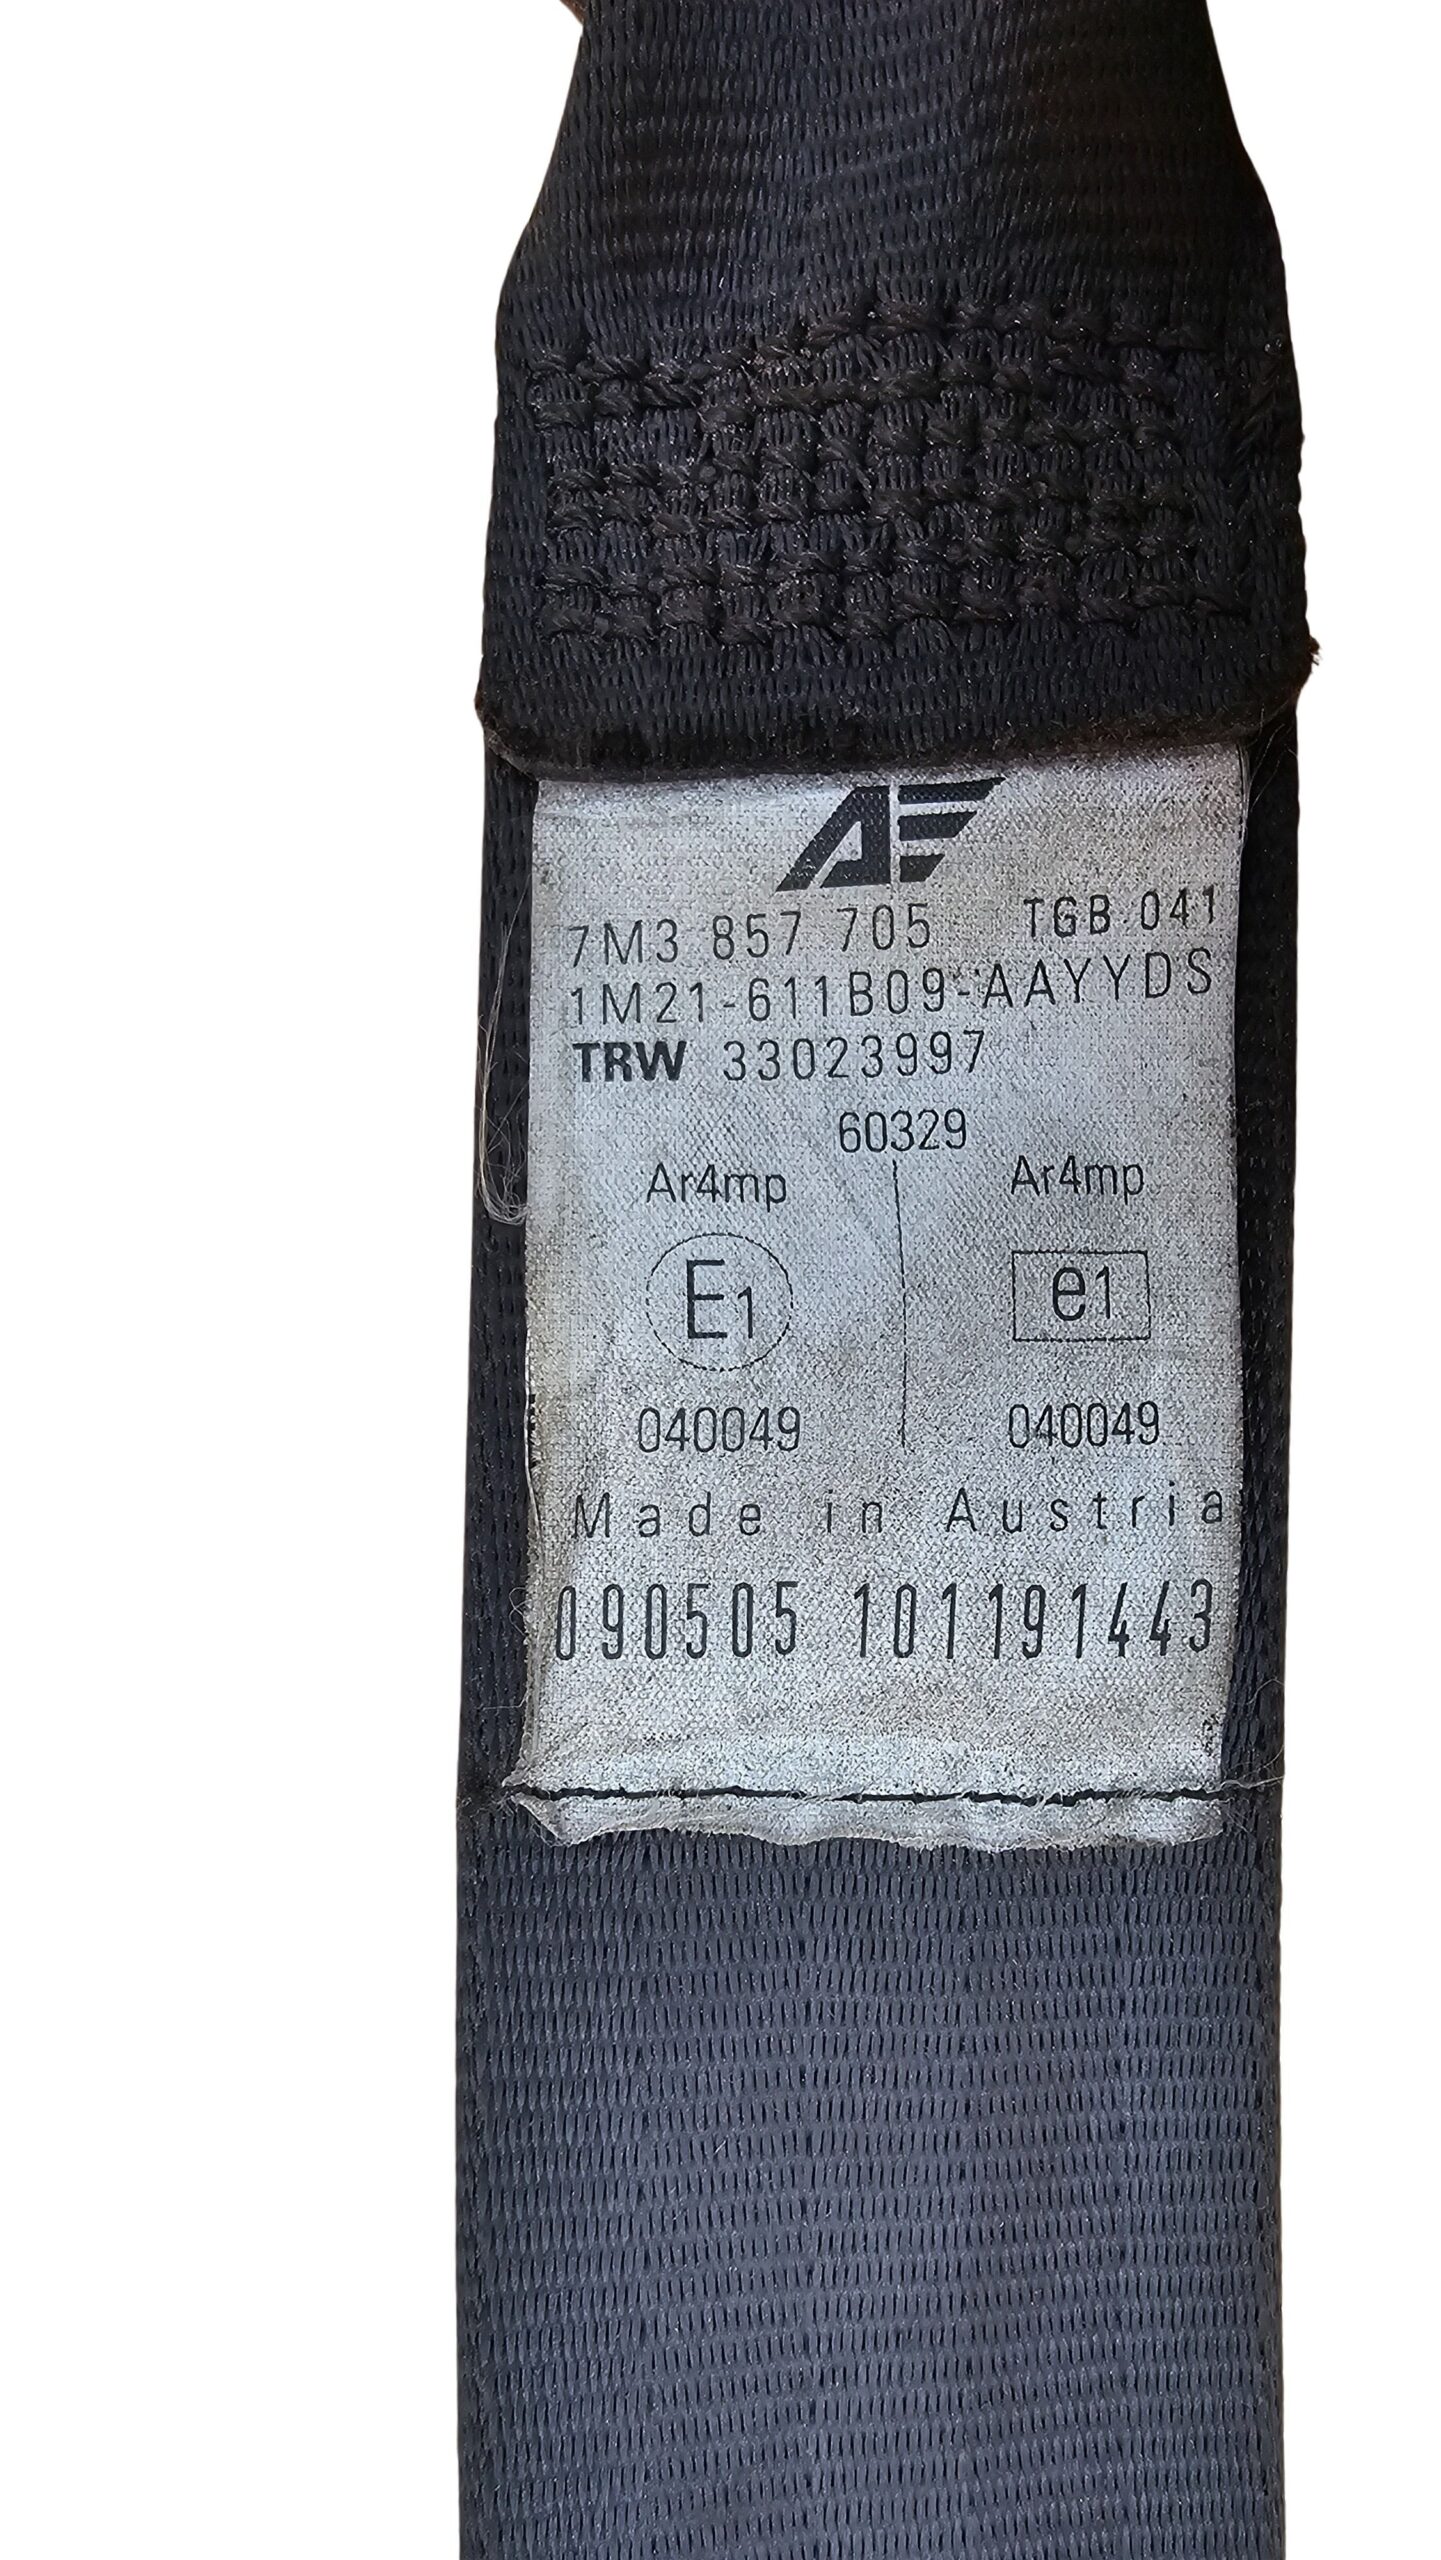 AE
7M3 857 705 TGB 041
1M21-611B09-AAYYDS
TRW 33023997
60329
Ar4mp Ar4mp
E1 e1
040049 040049
Made in Austria
090505 101191443